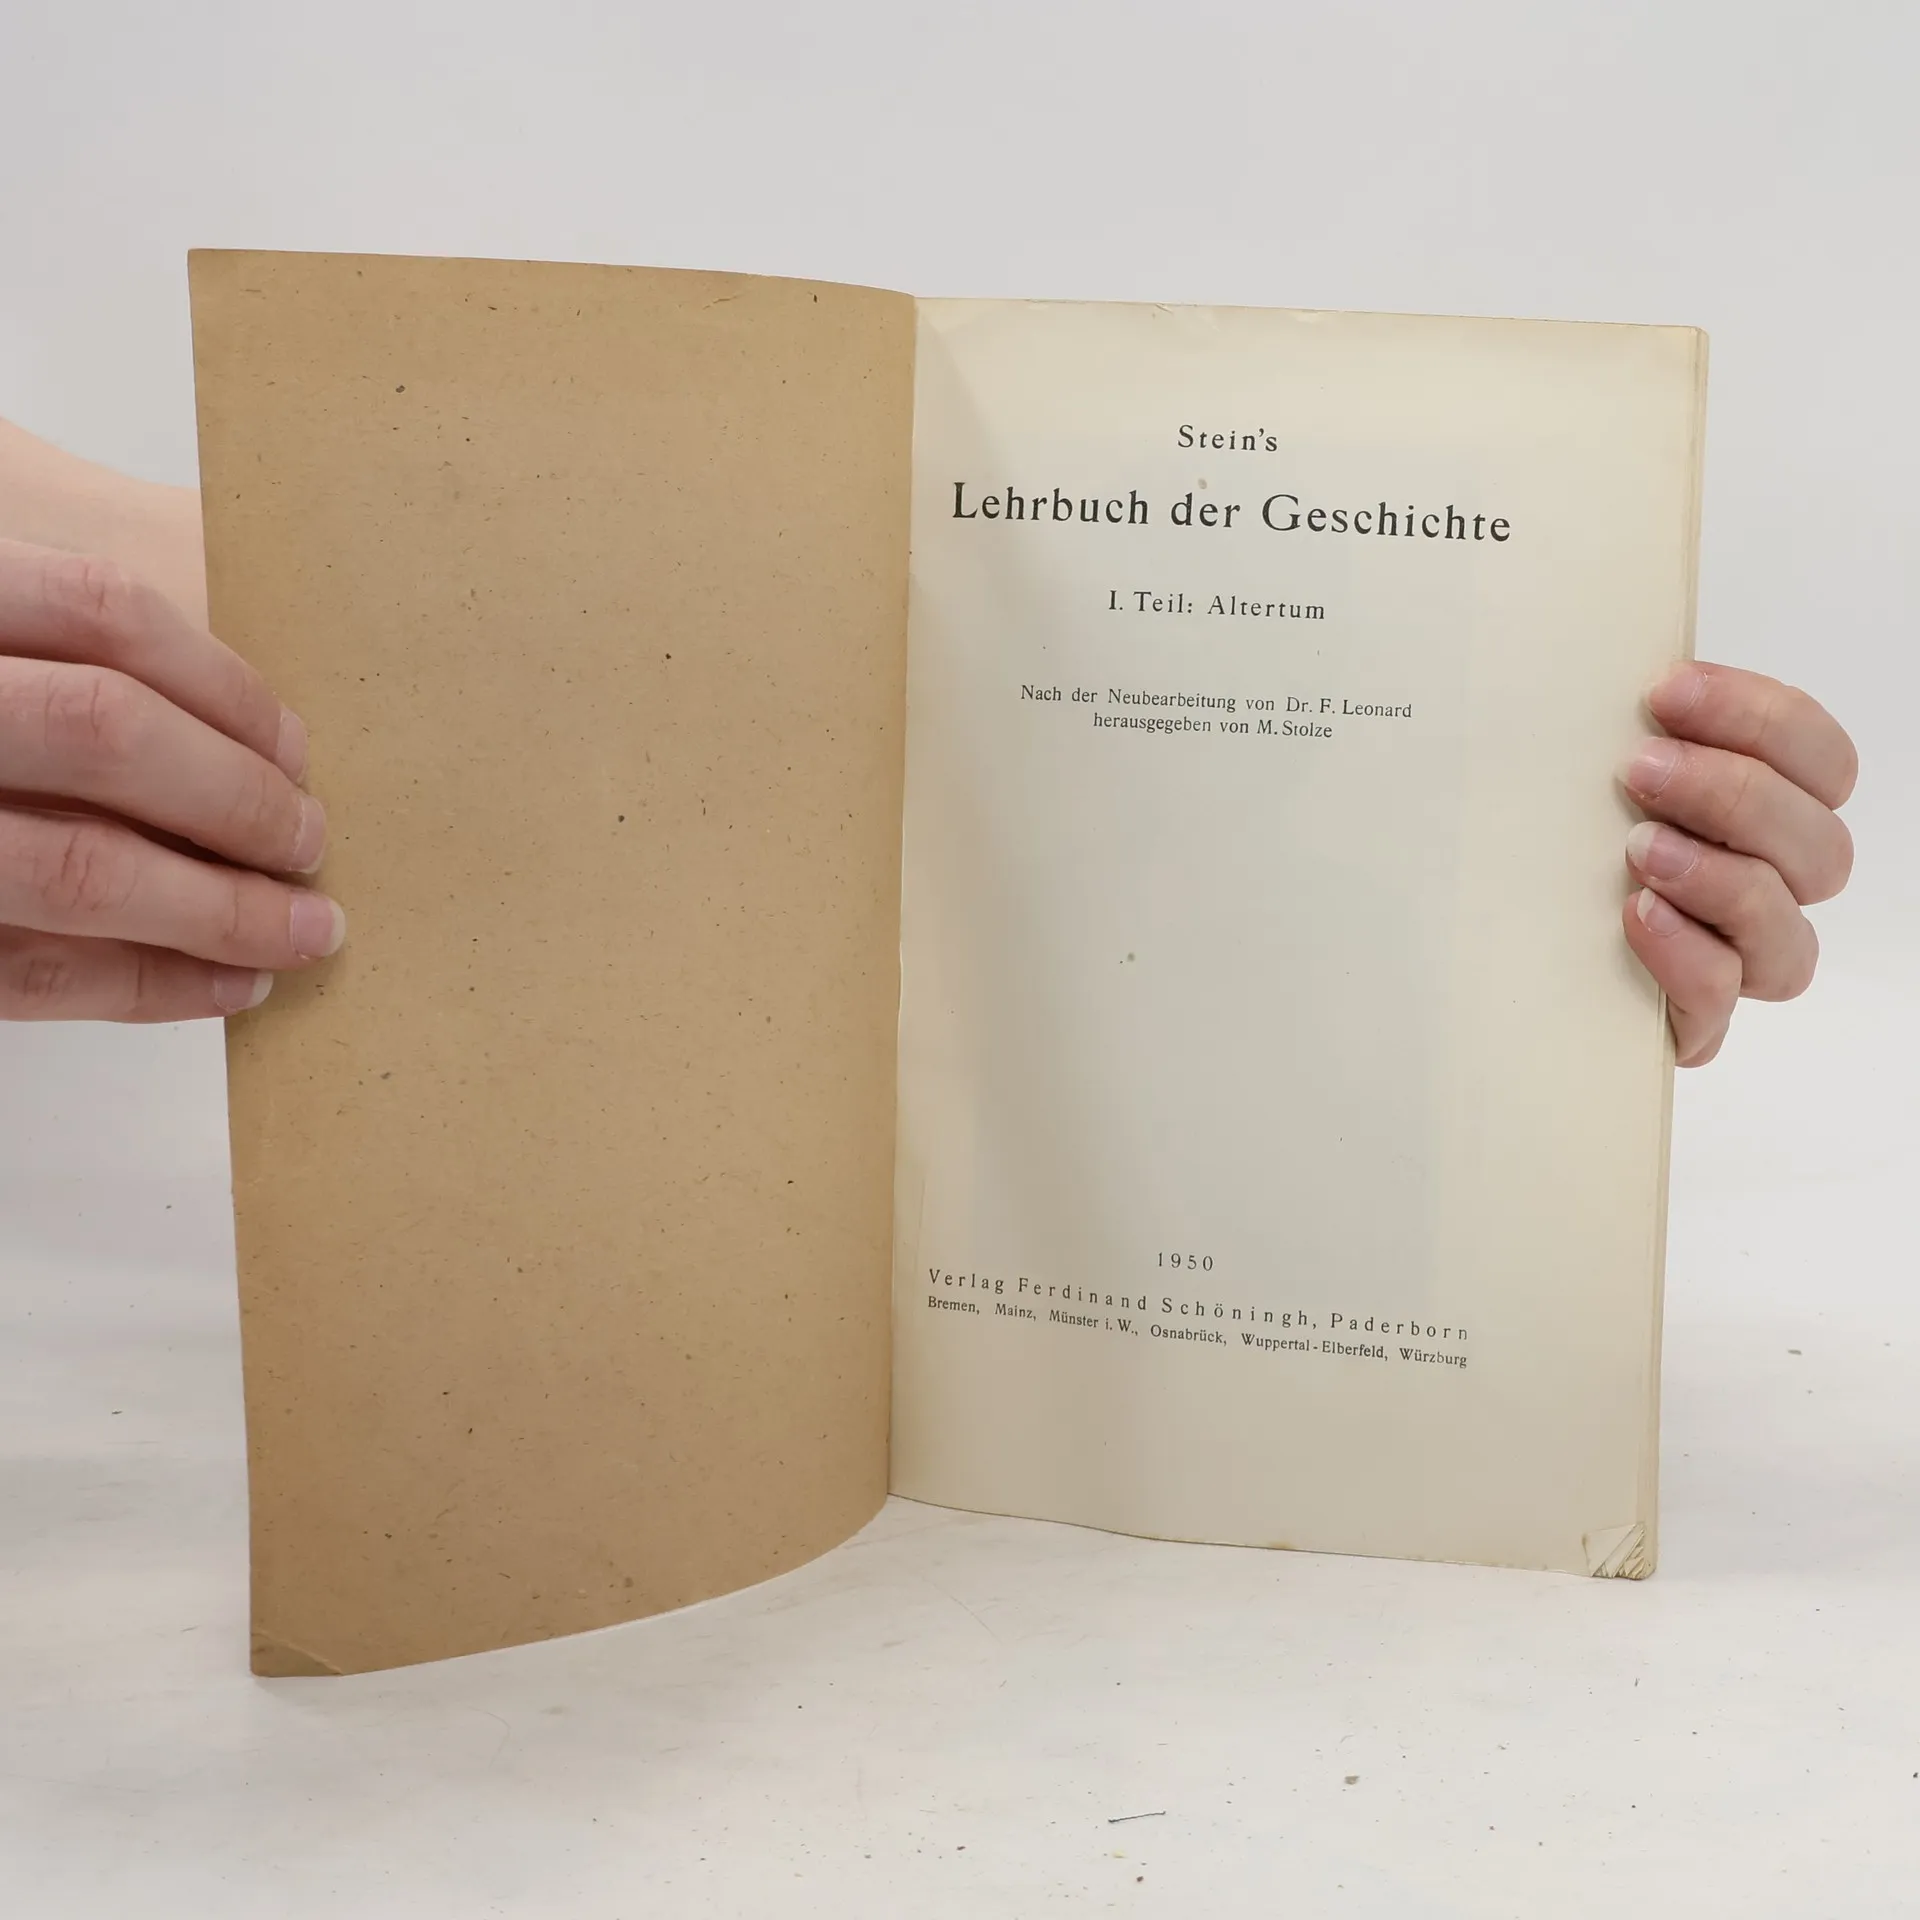 Stein's
Lehrbuch der Geschichte
I. Teil: Altertum
Nach der Neubearbeitung von Dr. F. Leonard
herausgegeben von M. Stolze
1950
Verlag Ferdinand Schöningh, Paderborn
Bremen, Mainz, Münster i. W., Osnabrück, Wuppertal-Elberfeld, Würzburg